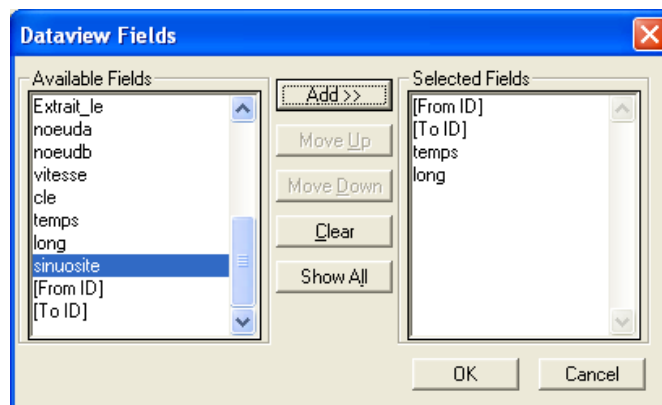 Dataview Fields
Available Fields
Extrait_le
noeuda
noeudb
vitesse
cle
temps
long
sinuosite
[From ID]
[To ID]
Add >>
Move Up
Move Down
Clear
Show All
Selected Fields
[From ID]
[To ID]
temps
long
OK
Cancel